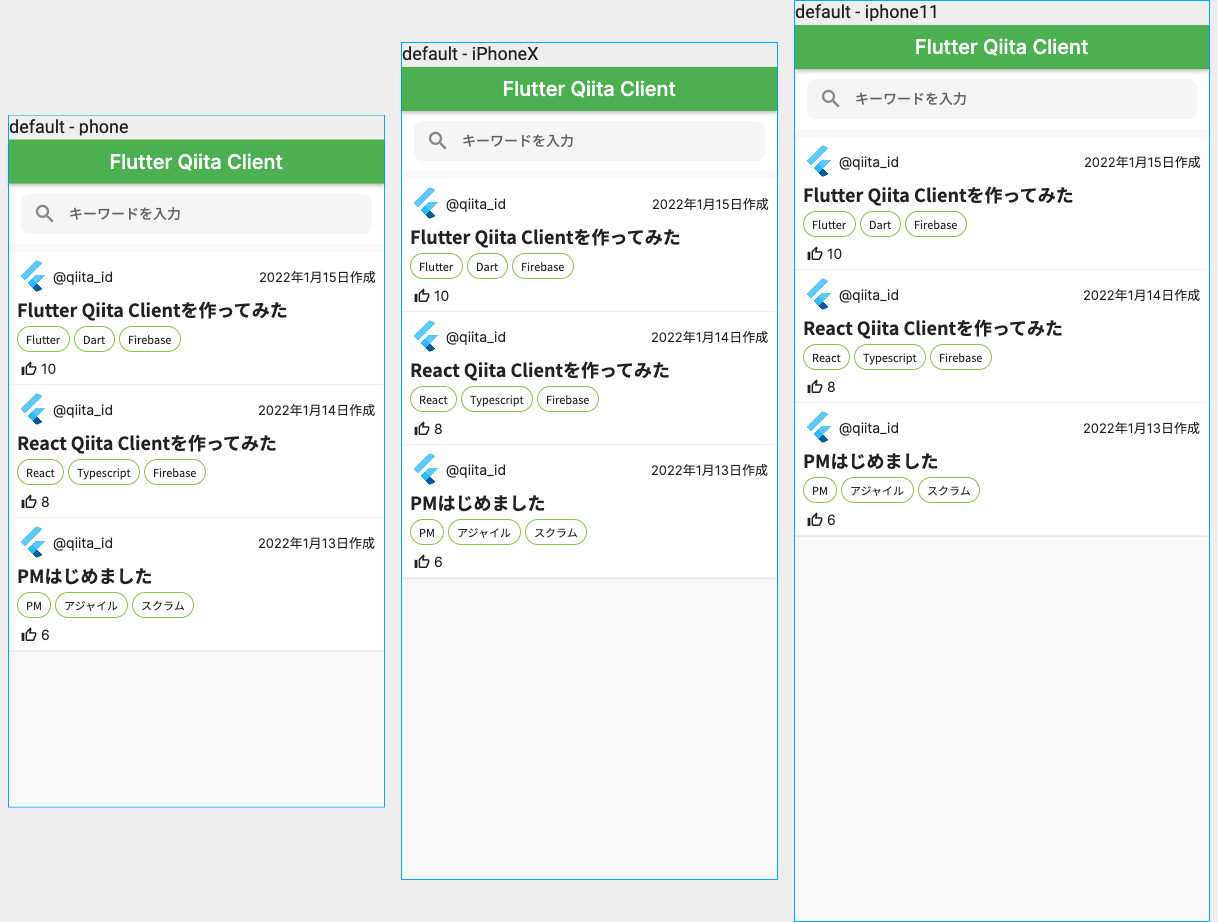 default - phone
Flutter Qiita Client
キーワードを入力
@qiita_id 2022年1月15日作成
Flutter Qiita Clientを作ってみた
Flutter Dart Firebase
10
@qiita_id 2022年1月14日作成
React Qiita Clientを作ってみた
React Typescript Firebase
8
@qiita_id 2022年1月13日作成
PMはじめました
PM アジャイル スクラム
6
default - iPhoneX
Flutter Qiita Client
キーワードを入力
@qiita_id 2022年1月15日作成
Flutter Qiita Clientを作ってみた
Flutter Dart Firebase
10
@qiita_id 2022年1月14日作成
React Qiita Clientを作ってみた
React Typescript Firebase
8
@qiita_id 2022年1月13日作成
PMはじめました
PM アジャイル スクラム
6
default - iphone11
Flutter Qiita Client
キーワードを入力
@qiita_id 2022年1月15日作成
Flutter Qiita Clientを作ってみた
Flutter Dart Firebase
10
@qiita_id 2022年1月14日作成
React Qiita Clientを作ってみた
React Typescript Firebase
8
@qiita_id 2022年1月13日作成
PMはじめました
PM アジャイル スクラム
6